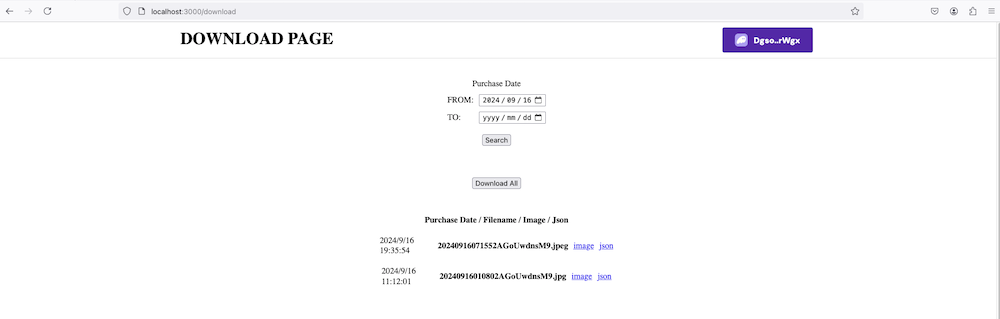 localhost:3000/download
DOWNLOAD PAGE
Dgso..rWgx
Purchase Date
FROM: 2024 / 09 / 16
TO: yyyy / mm / dd
Search
Download All
Purchase Date / Filename / Image / Json
2024/9/16 19:35:54 20240916071552AGoUwdnsM9.jpeg image json
2024/9/16 11:12:01 20240916010802AGoUwdnsM9.jpg image json